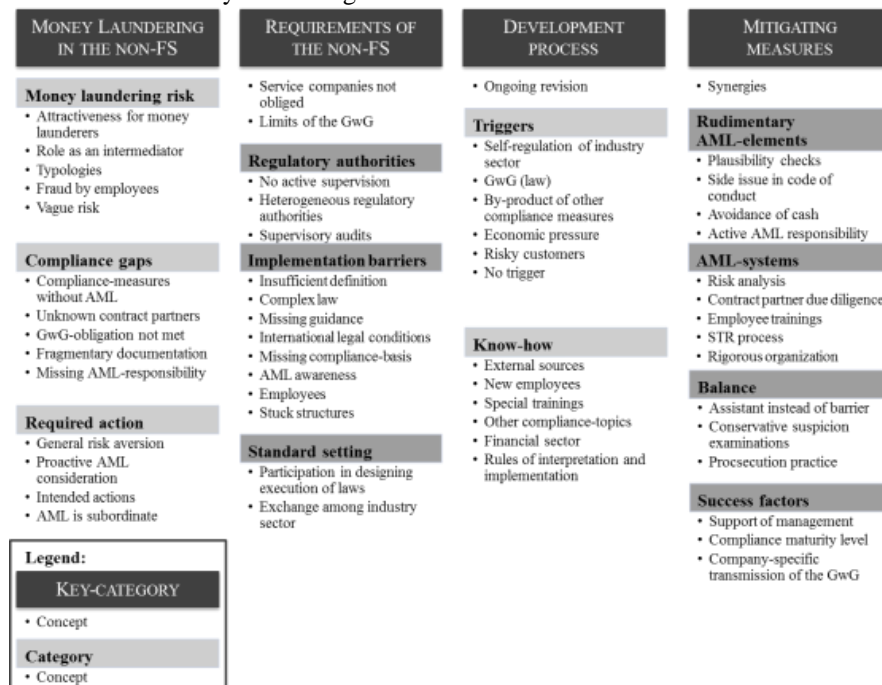 MONEY LAUNDERING
IN THE NON-FS
Money laundering risk
• Attractiveness for money
launderers
• Role as an intermediator
• Typologies
• Fraud by employees
• Vague risk
Compliance gaps
• Compliance-measures
without AML
• Unknown contract partners
• GwG-obligation not met
• Fragmentary documentation
• Missing AML-responsibility
Required action
• General risk aversion
• Proactive AML
consideration
• Intended actions
• AML is subordinate
REQUIREMENTS OF
THE NON-FS
• Service companies not
obliged
• Limits of the GwG
Regulatory authorities
• No active supervision
• Heterogeneous regulatory
authorities
• Supervisory audits
Implementation barriers
• Insufficient definition
• Complex law
• Missing guidance
• International legal conditions
• Missing compliance-basis
• AML awareness
• Employees
• Stuck structures
Standard setting
• Participation in designing
execution of laws
• Exchange among industry
sector
DEVELOPMENT
PROCESS
• Ongoing revision
Triggers
• Self-regulation of industry
sector
• GwG (law)
• By-product of other
compliance measures
• Economic pressure
• Risky customers
• No trigger
Know-how
• External sources
• New employees
• Special trainings
• Other compliance-topics
• Financial sector
• Rules of interpretation and
implementation
MITIGATING
MEASURES
• Synergies
Rudimentary
AML-elements
• Plausibility checks
• Side issue in code of
conduct
• Avoidance of cash
• Active AML responsibility
AML-systems
• Risk analysis
• Contract partner due diligence
• Employee trainings
• STR process
• Rigorous organization
Balance
• Assistant instead of barrier
• Conservative suspicion
examinations
• Procsecution practice
Success factors
• Support of management
• Compliance maturity level
• Company-specific
transmission of the GwG
Legend:
KEY-CATEGORY
• Concept
Category
• Concept